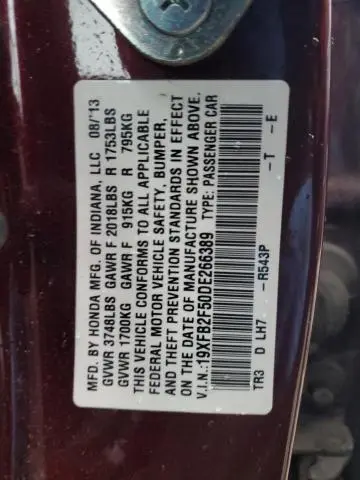 MFD. BY HONDA MFG. OF INDIANA, LLC 08/'13
GVWR 3748LBS GAWR F 2018LBS R 1753LBS
GVWR 1700KG GAWR F 915KG R 795KG
THIS VEHICLE CONFORMS TO ALL APPLICABLE
FEDERAL MOTOR VEHICLE SAFETY, BUMPER,
AND THEFT PREVENTION STANDARDS IN EFFECT
ON THE DATE OF MANUFACTURE SHOWN ABOVE.
V.I.N.:19XFB2F50DE266389 TYPE: PASSENGER CAR
TR3 D LH7 -R543P -T -E